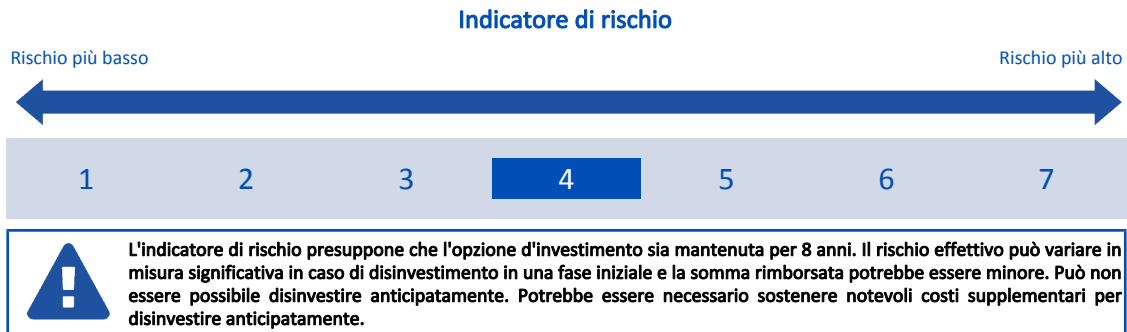 Indicatore di rischio
Rischio più basso
Rischio più alto
1 2 3 4 5 6 7
L'indicatore di rischio presuppone che l'opzione d'investimento sia mantenuta per 8 anni. Il rischio effettivo può variare in
misura significativa in caso di disinvestimento in una fase iniziale e la somma rimborsata potrebbe essere minore. Può non
essere possibile disinvestire anticipatamente. Potrebbe essere necessario sostenere notevoli costi supplementari per
disinvestire anticipatamente.